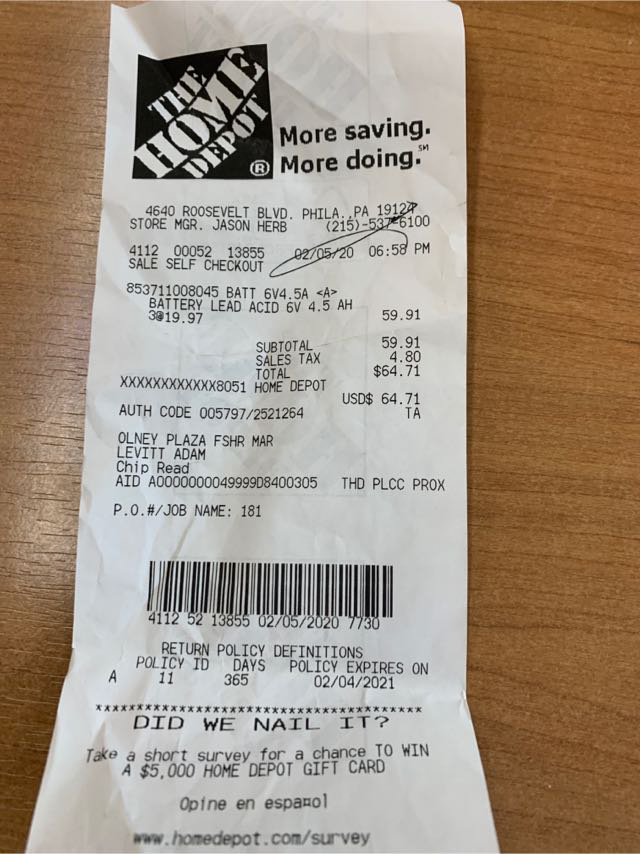 THE
HOME
DEPOT
®
More saving.
More doing.℠
4640 ROOSEVELT BLVD. PHILA.,PA 19124
STORE MGR. JASON HERB (215)-537-6100
4112 00052 13855 02/05/20 06:58 PM
SALE SELF CHECKOUT
853711008045 BATT 6V4.5A <A>
BATTERY LEAD ACID 6V 4.5 AH
3@19.97 59.91
SUBTOTAL 59.91
SALES TAX 4.80
TOTAL $64.71
XXXXXXXXXXXX8051 HOME DEPOT
USD$ 64.71
AUTH CODE 005797/2521264 TA
OLNEY PLAZA FSHR MAR
LEVITT ADAM
Chip Read
AID A0000000049999D8400305 THD PLCC PROX
P.O.#/JOB NAME: 181
4112 52 13855 02/05/2020 7730
RETURN POLICY DEFINITIONS
POLICY ID DAYS POLICY EXPIRES ON
A 11 365 02/04/2021
****************************************
DID WE NAIL IT?
Take a short survey for a chance TO WIN
A $5,000 HOME DEPOT GIFT CARD
Opine en español
www.homedepot.com/survey